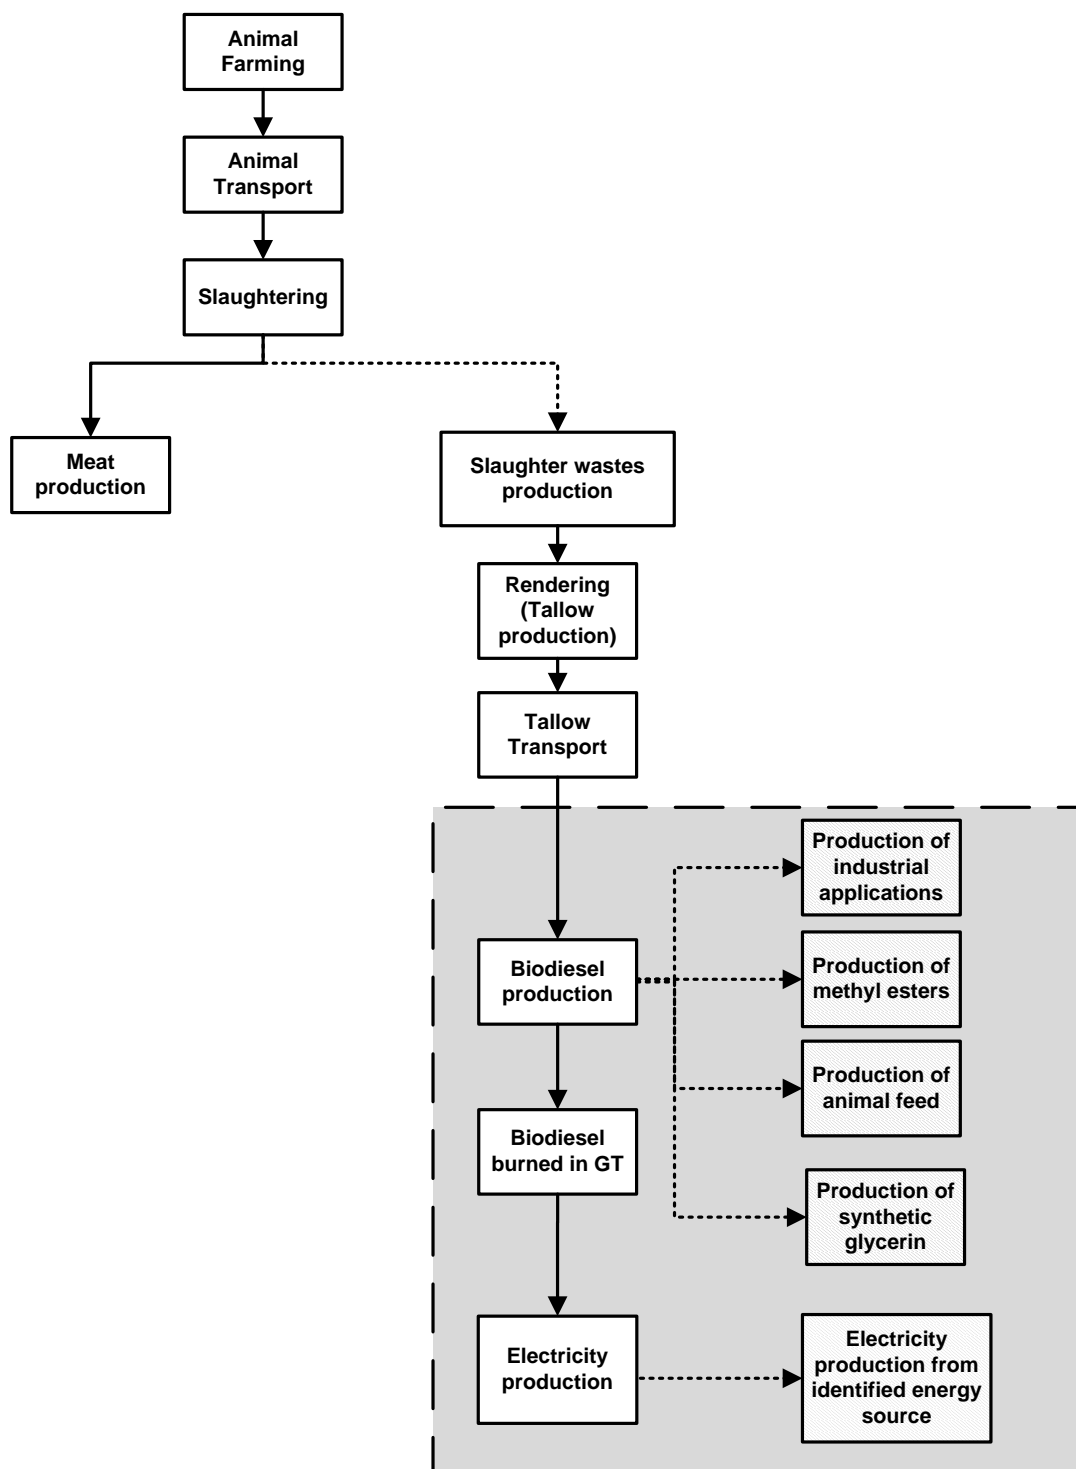 Animal
Farming
Animal
Transport
Slaughtering
Meat
production
Slaughter wastes
production
Rendering
(Tallow
production)
Tallow
Transport
Production of
industrial
applications
Biodiesel
production
Production of
methyl esters
Production of
animal feed
Biodiesel
burned in GT
Production of
synthetic
glycerin
Electricity
production
Electricity
production from
identified energy
source